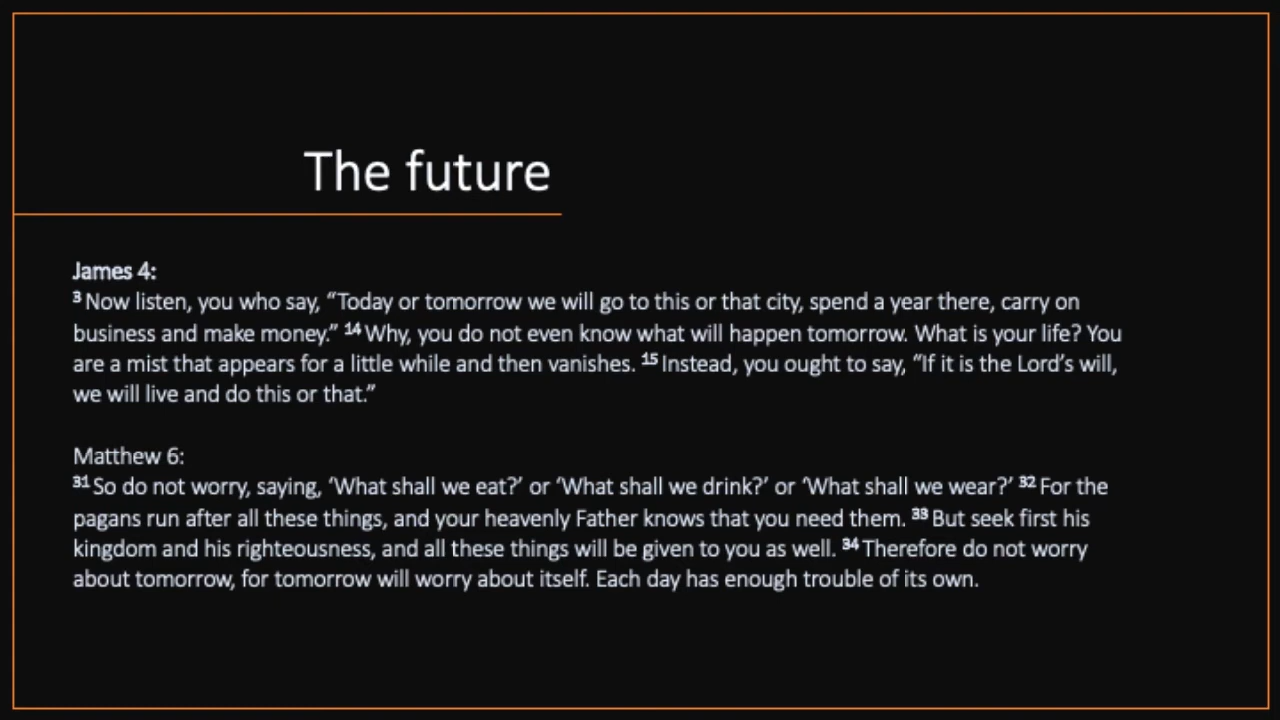 The future
James 4:
³ Now listen, you who say, “Today or tomorrow we will go to this or that city, spend a year there, carry on
business and make money.” ¹⁴ Why, you do not even know what will happen tomorrow. What is your life? You
are a mist that appears for a little while and then vanishes. ¹⁵ Instead, you ought to say, “If it is the Lord’s will,
we will live and do this or that.”
Matthew 6:
³¹ So do not worry, saying, ‘What shall we eat?’ or ‘What shall we drink?’ or ‘What shall we wear?’ ³² For the
pagans run after all these things, and your heavenly Father knows that you need them. ³³ But seek first his
kingdom and his righteousness, and all these things will be given to you as well. ³⁴ Therefore do not worry
about tomorrow, for tomorrow will worry about itself. Each day has enough trouble of its own.